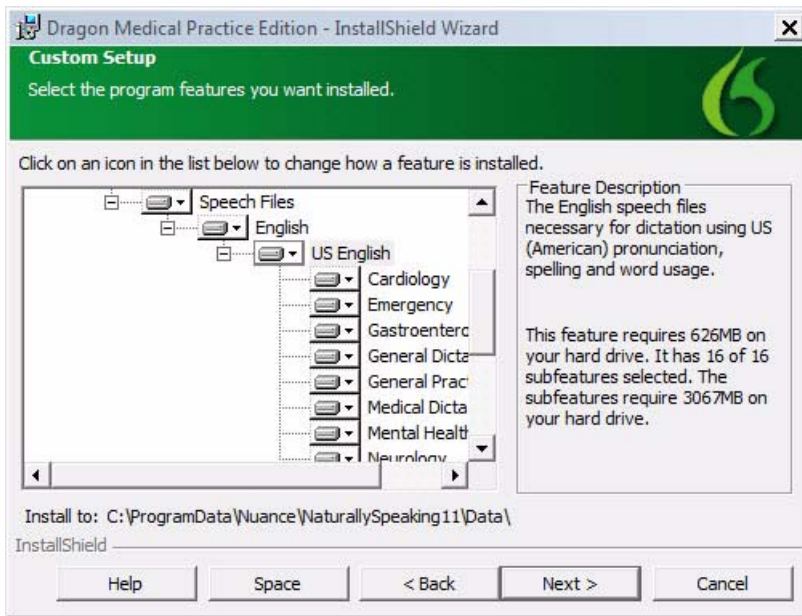 Dragon Medical Practice Edition - InstallShield Wizard
Custom Setup
Select the program features you want installed.
Click on an icon in the list below to change how a feature is installed.
Speech Files
English
US English
Cardiology
Emergency
Gastroentero
General Dicta
General Pract
Medical Dicta
Mental Health
Neurology
Feature Description
The English speech files
necessary for dictation using US
(American) pronunciation,
spelling and word usage.
This feature requires 626MB on
your hard drive. It has 16 of 16
subfeatures selected. The
subfeatures require 3067MB on
your hard drive.
Install to: C:\ProgramData\Nuance\NaturallySpeaking11\Data\
InstallShield
Help Space < Back Next > Cancel